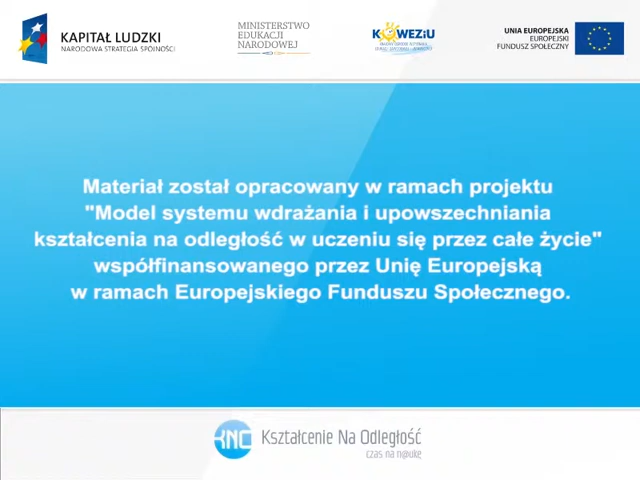 KAPITAŁ LUDZKI
NARODOWA STRATEGIA SPÓJNOŚCI
MINISTERSTWO
EDUKACJI
NARODOWEJ
KOWEZiU
UNIA EUROPEJSKA
EUROPEJSKI
FUNDUSZ SPOŁECZNY
Materiał został opracowany w ramach projektu
"Model systemu wdrażania i upowszechniania
kształcenia na odległość w uczeniu się przez całe życie"
współfinansowanego przez Unię Europejską
w ramach Europejskiego Funduszu Społecznego.
KNO Kształcenie Na Odległość
czas na n@ukę